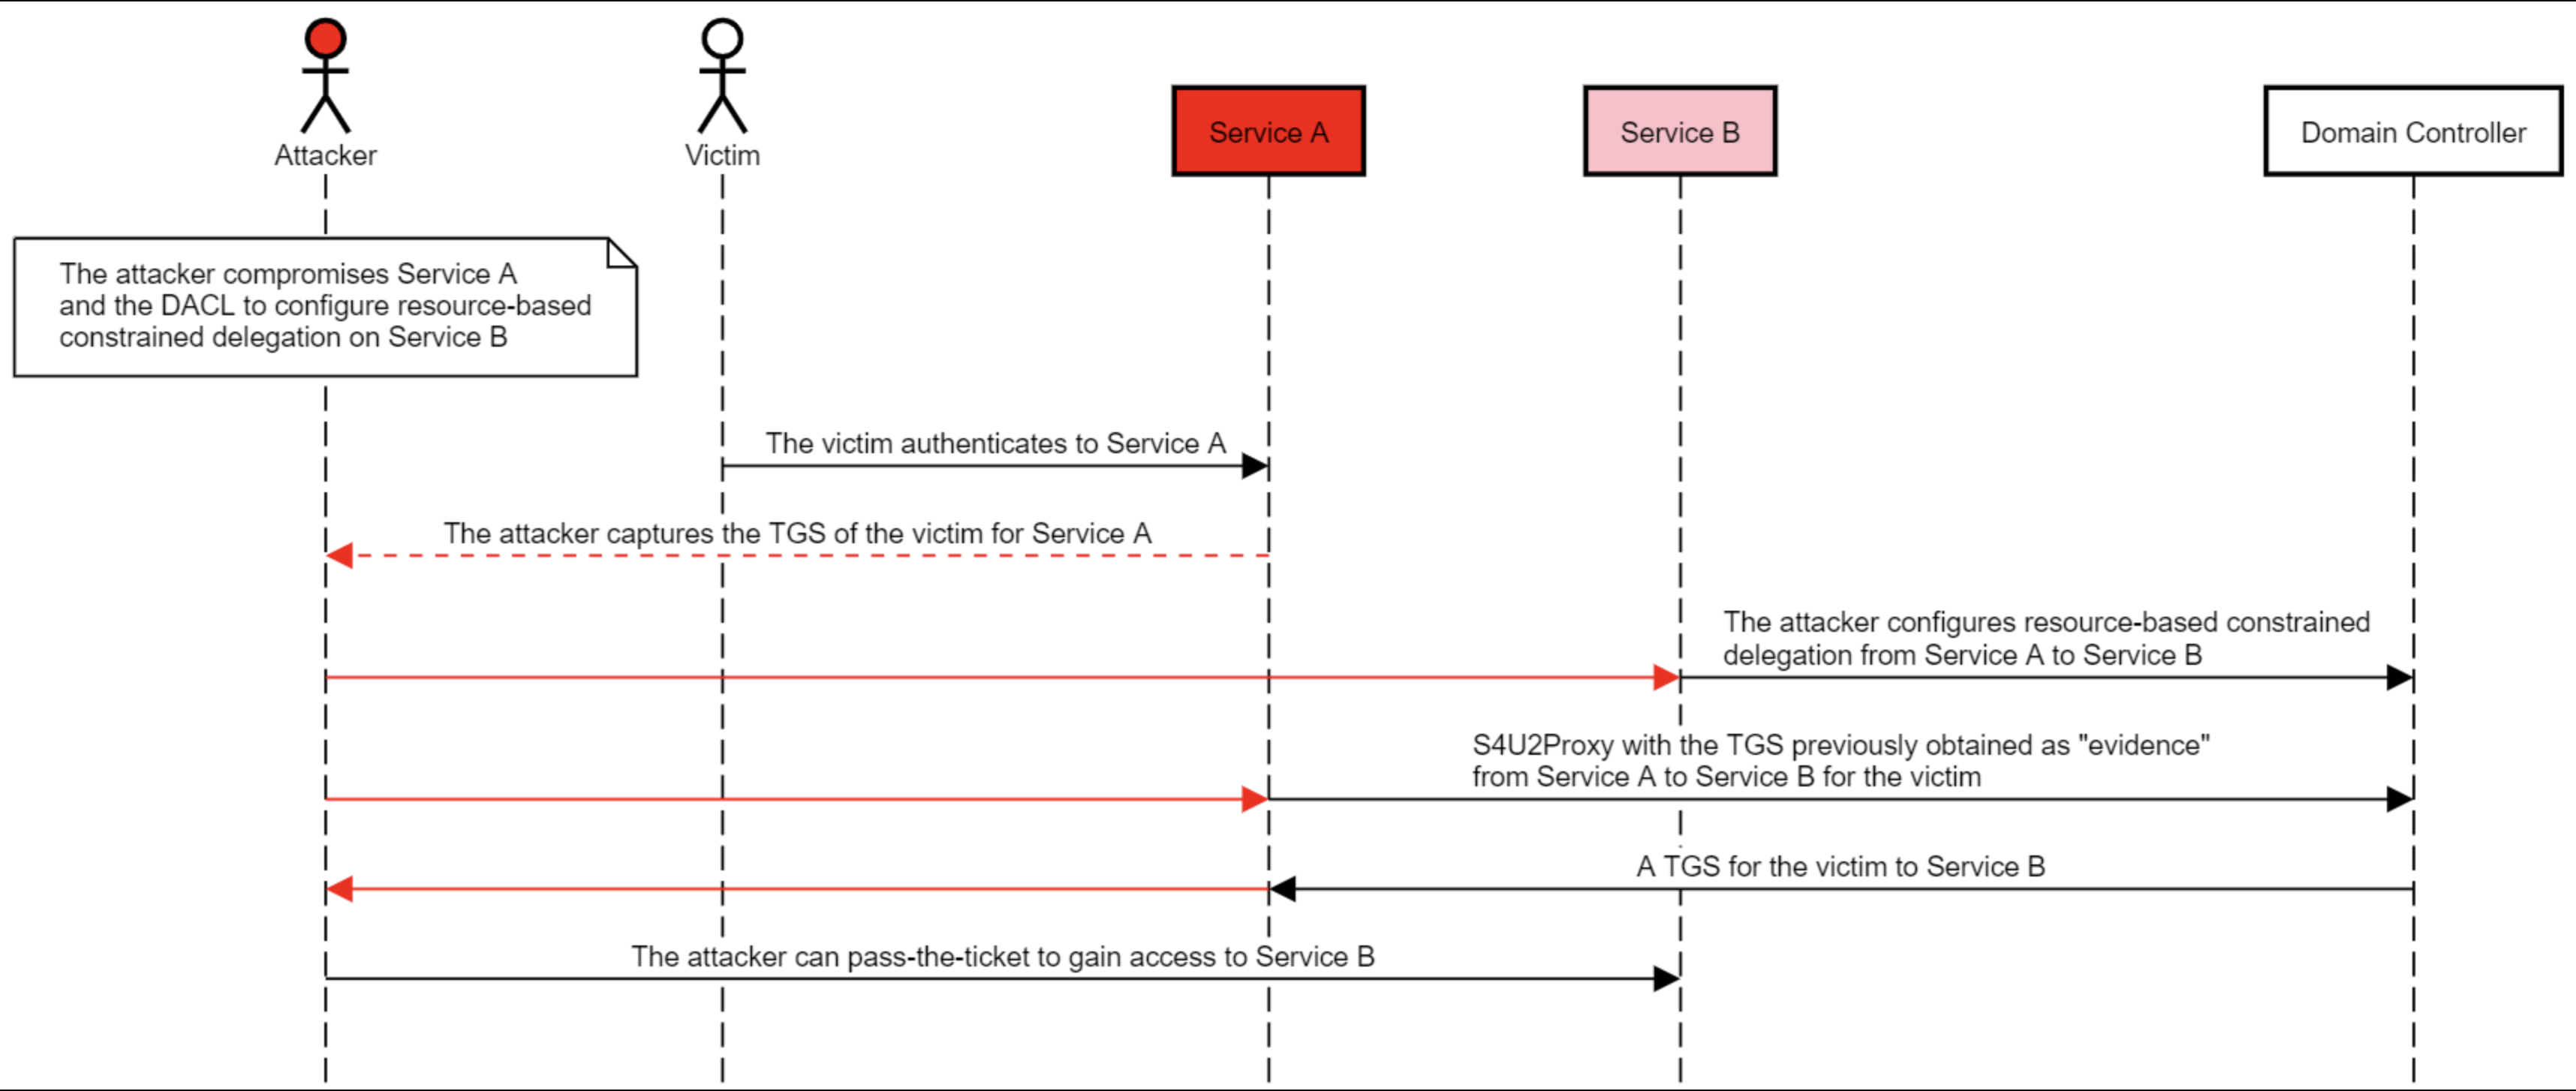 Attacker
Victim
Service A
Service B
Domain Controller
The attacker compromises Service A
and the DACL to configure resource-based
constrained delegation on Service B
The victim authenticates to Service A
The attacker captures the TGS of the victim for Service A
The attacker configures resource-based constrained
delegation from Service A to Service B
S4U2Proxy with the TGS previously obtained as "evidence"
from Service A to Service B for the victim
A TGS for the victim to Service B
The attacker can pass-the-ticket to gain access to Service B